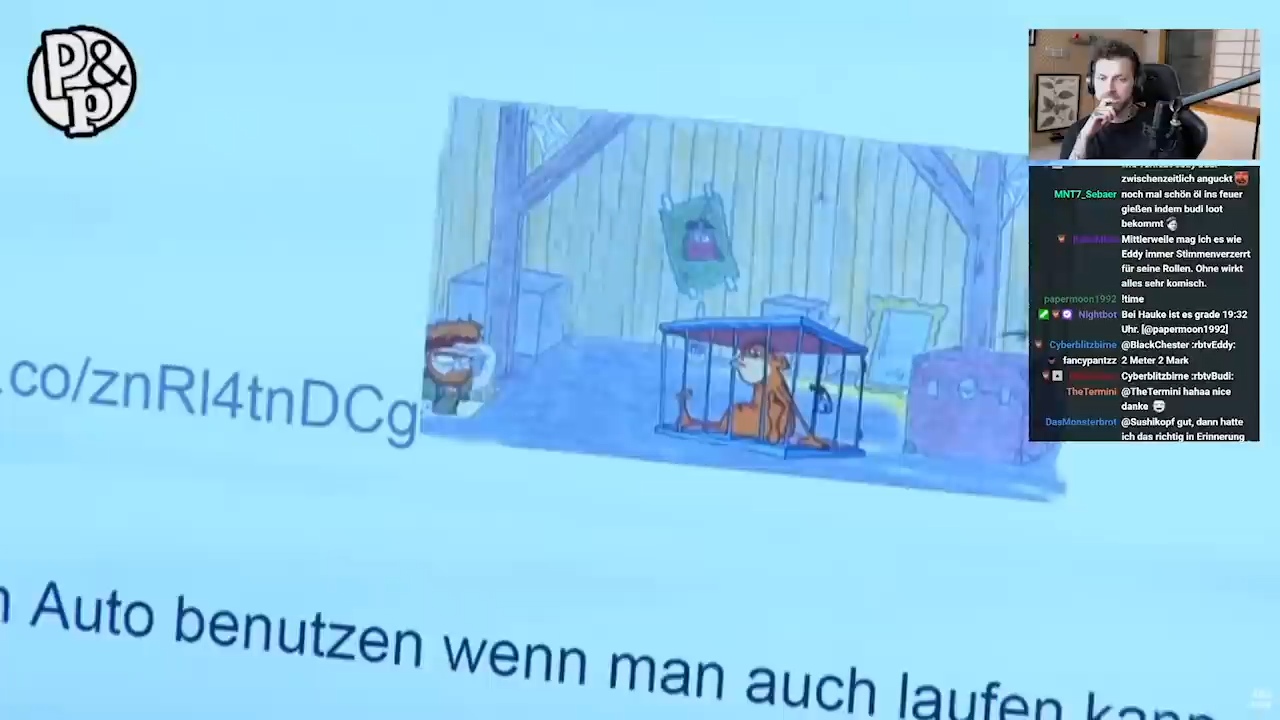 P&P
.co/znRl4tnDCg
Auto benutzen wenn man auch laufen kann
zwischenzeitlich anguckt
MNT7_Sebaer noch mal schön öl ins feuer
gießen indem budi loot
bekommt
Mittlerweile mag ich es wie
Eddy immer Stimmenverzerrt
für seine Rollen. Ohne wirkt
alles sehr komisch.
papermoon1992 !time
Nightbot Bei Hauke ist es grade 19:32
Uhr. [@papermoon1992]
Cyberblitzbirne @BlackChester :rbtvEddy:
fancypantzz 2 Meter 2 Mark
Cyberblitzbirne :rbtvBudi:
TheTermini @TheTermini hahaa nice
danke
DasMonsterbrot @Sushikopf gut, dann hatte
ich das richtig in Erinnerung